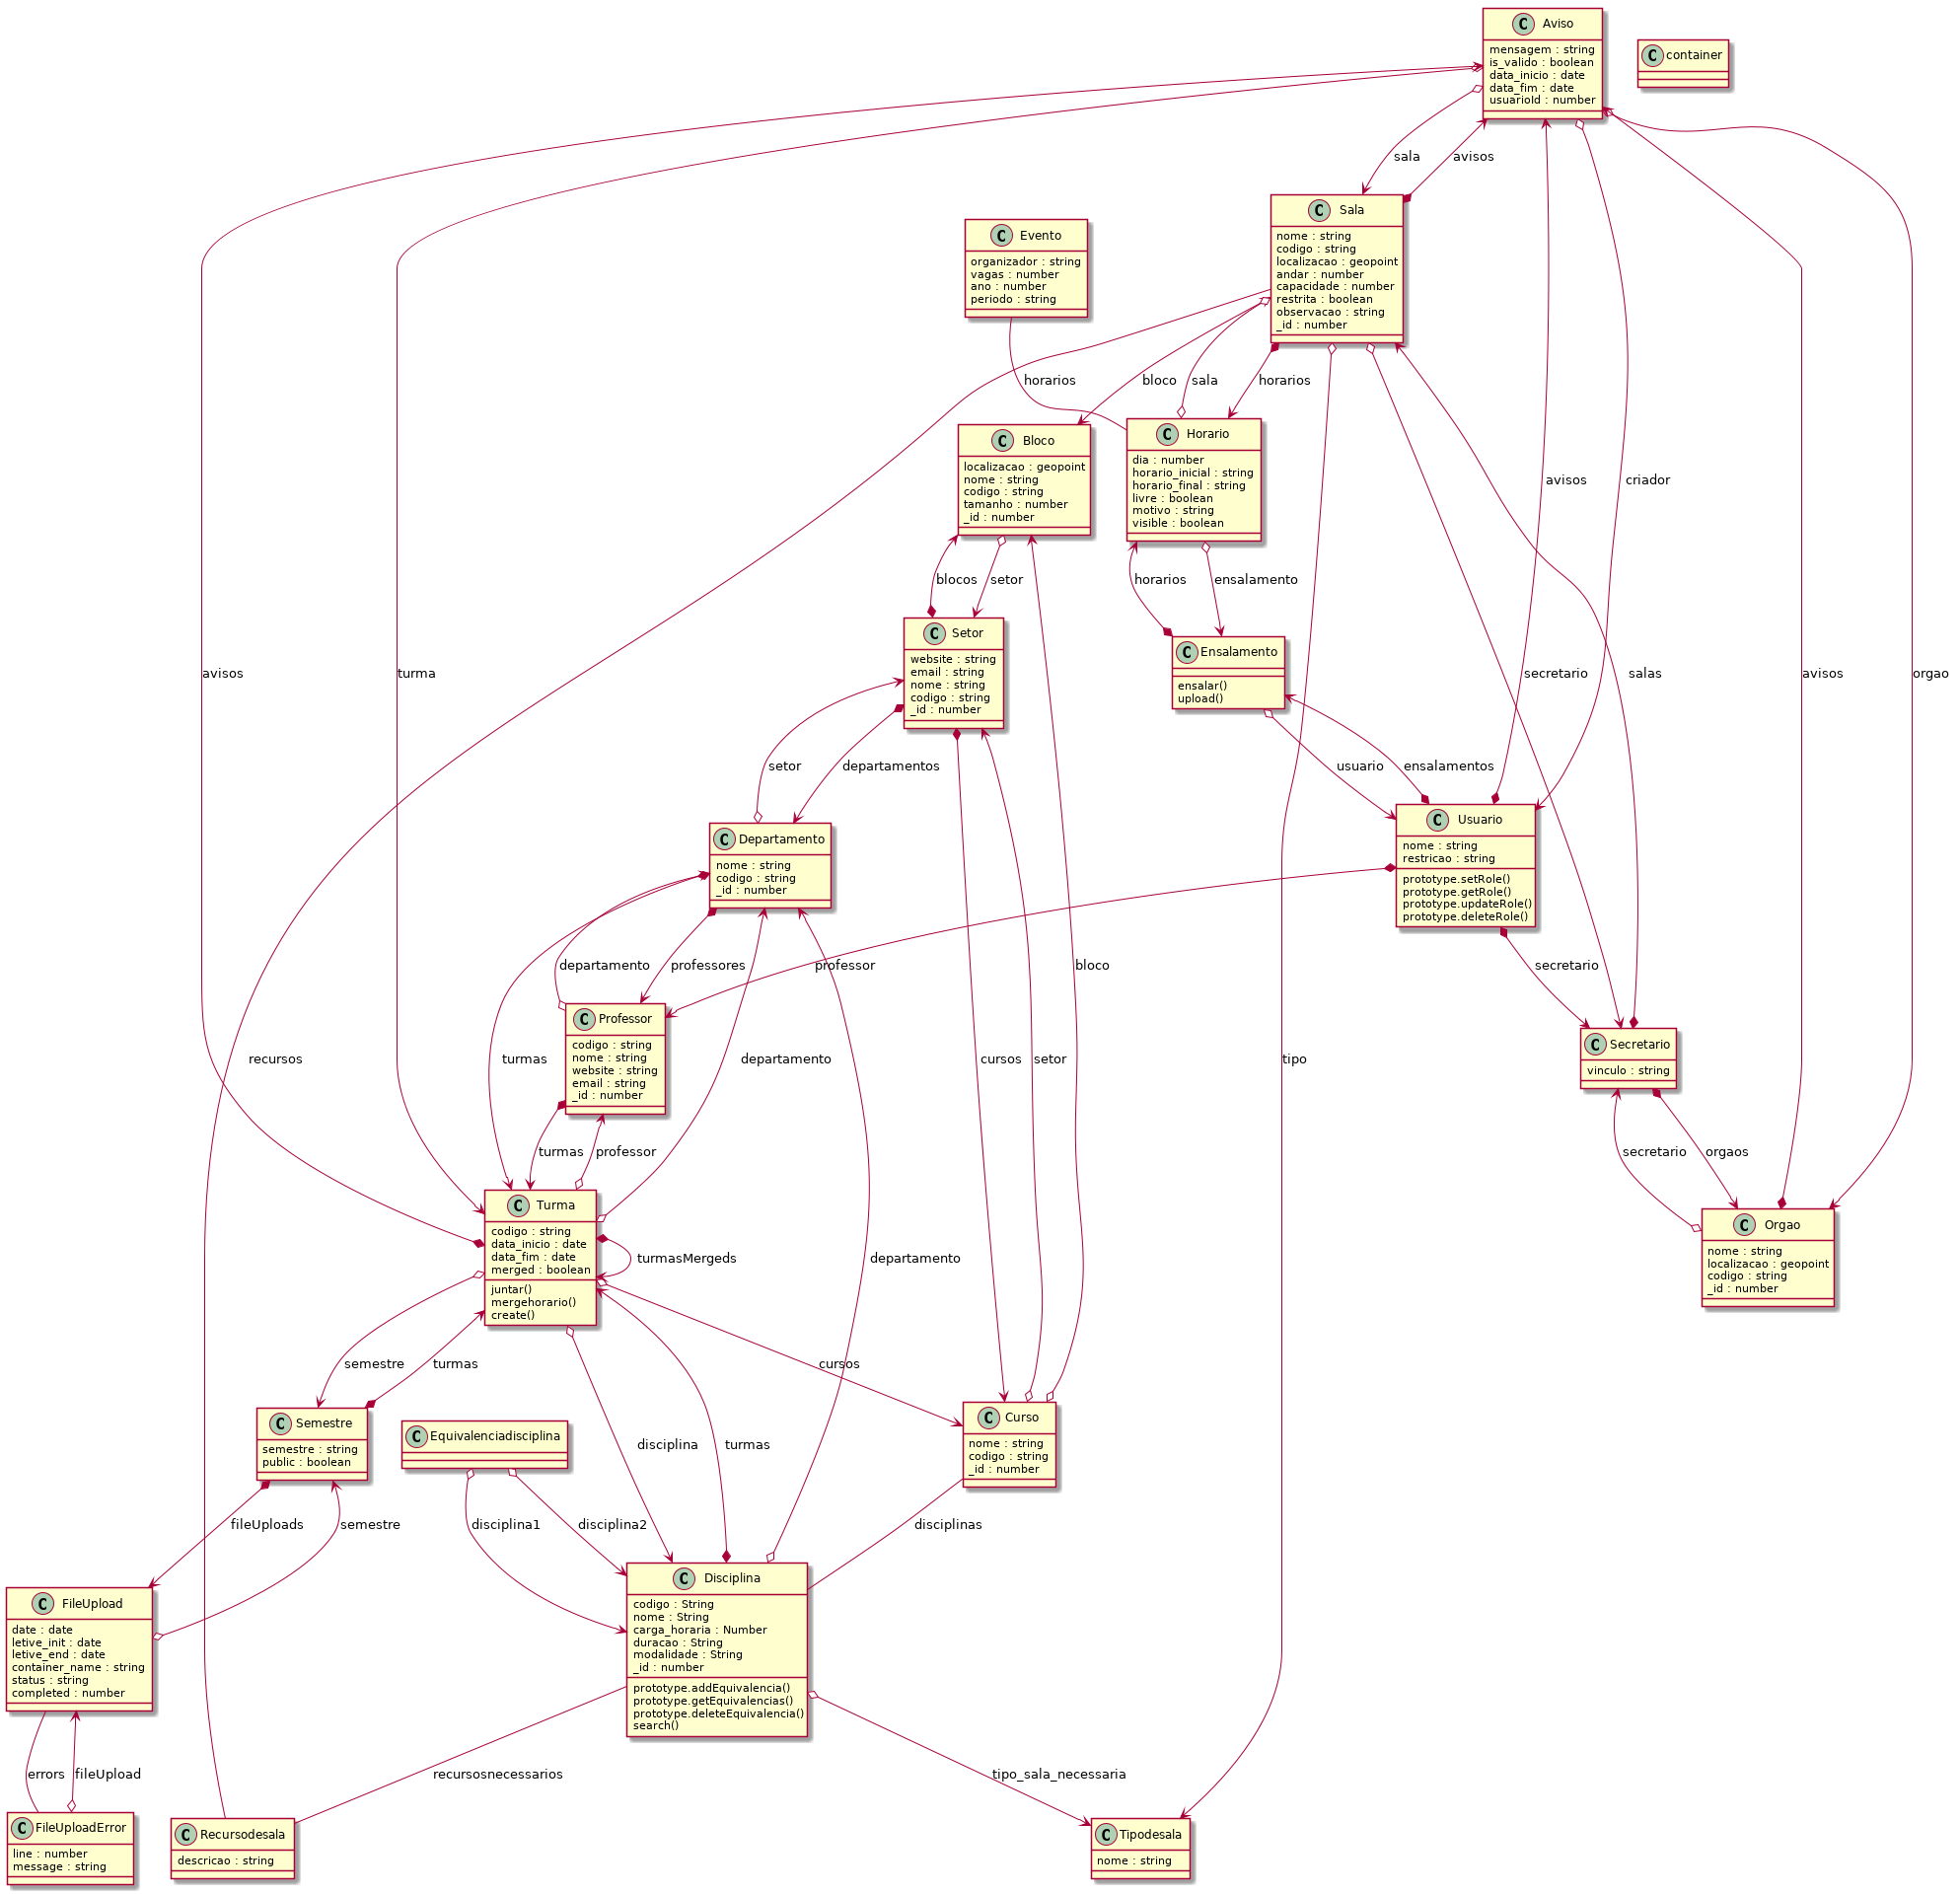 C Aviso
mensagem : string
is_valido : boolean
data_inicio : date
data_fim : date
usuarioId : number
C container
sala
avisos
C Sala
nome : string
codigo : string
localizacao : geopoint
andar : number
capacidade : number
restrita : boolean
observacao : string
_id : number
C Evento
organizador : string
vagas : number
ano : number
periodo : string
horarios
bloco
sala
horarios
C Bloco
localizacao : geopoint
nome : string
codigo : string
tamanho : number
_id : number
C Horario
dia : number
horario_inicial : string
horario_final : string
livre : boolean
motivo : string
visible : boolean
avisos
criador
blocos
setor
horarios
ensalamento
C Setor
website : string
email : string
nome : string
codigo : string
_id : number
C Ensalamento
ensalar()
upload()
avisos
turma
secretario
salas
avisos
orgao
setor
departamentos
usuario
ensalamentos
C Departamento
nome : string
codigo : string
_id : number
C Usuario
nome : string
restricao : string
prototype.setRole()
prototype.getRole()
prototype.updateRole()
prototype.deleteRole()
departamento
professores
professor
bloco
secretario
C Professor
codigo : string
nome : string
website : string
email : string
_id : number
C Secretario
vinculo : string
recursos
turmas
departamento
cursos
setor
tipo
turmas
professor
secretario
orgaos
C Turma
codigo : string
data_inicio : date
data_fim : date
merged : boolean
juntar()
mergehorario()
create()
turmasMergeds
departamento
C Orgao
nome : string
localizacao : geopoint
codigo : string
_id : number
semestre
turmas
cursos
C Semestre
semestre : string
public : boolean
C Equivalenciadisciplina
disciplina
turmas
C Curso
nome : string
codigo : string
_id : number
fileUploads
semestre
disciplina1
disciplina2
disciplinas
C FileUpload
date : date
letive_init : date
letive_end : date
container_name : string
status : string
completed : number
C Disciplina
codigo : String
nome : String
carga_horaria : Number
duracao : String
modalidade : String
_id : number
prototype.addEquivalencia()
prototype.getEquivalencias()
prototype.deleteEquivalencia()
search()
errors
fileUpload
recursosnecessarios
tipo_sala_necessaria
C FileUploadError
line : number
message : string
C Recursodesala
descricao : string
C Tipodesala
nome : string